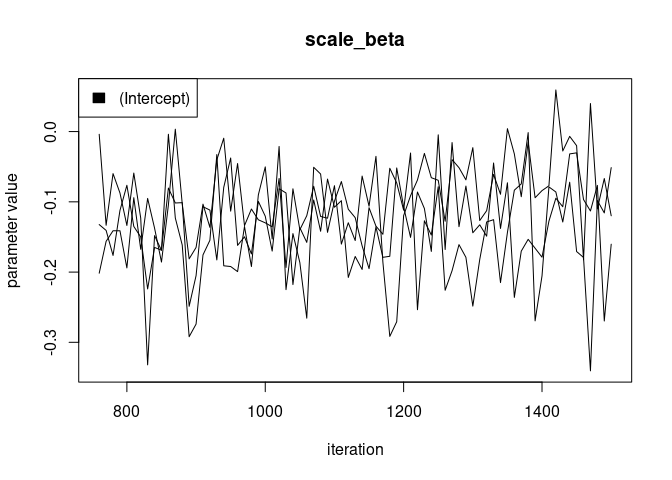 scale_beta
(Intercept)
parameter value
0.0
-0.1
-0.2
-0.3
800
1000
1200
1400
iteration